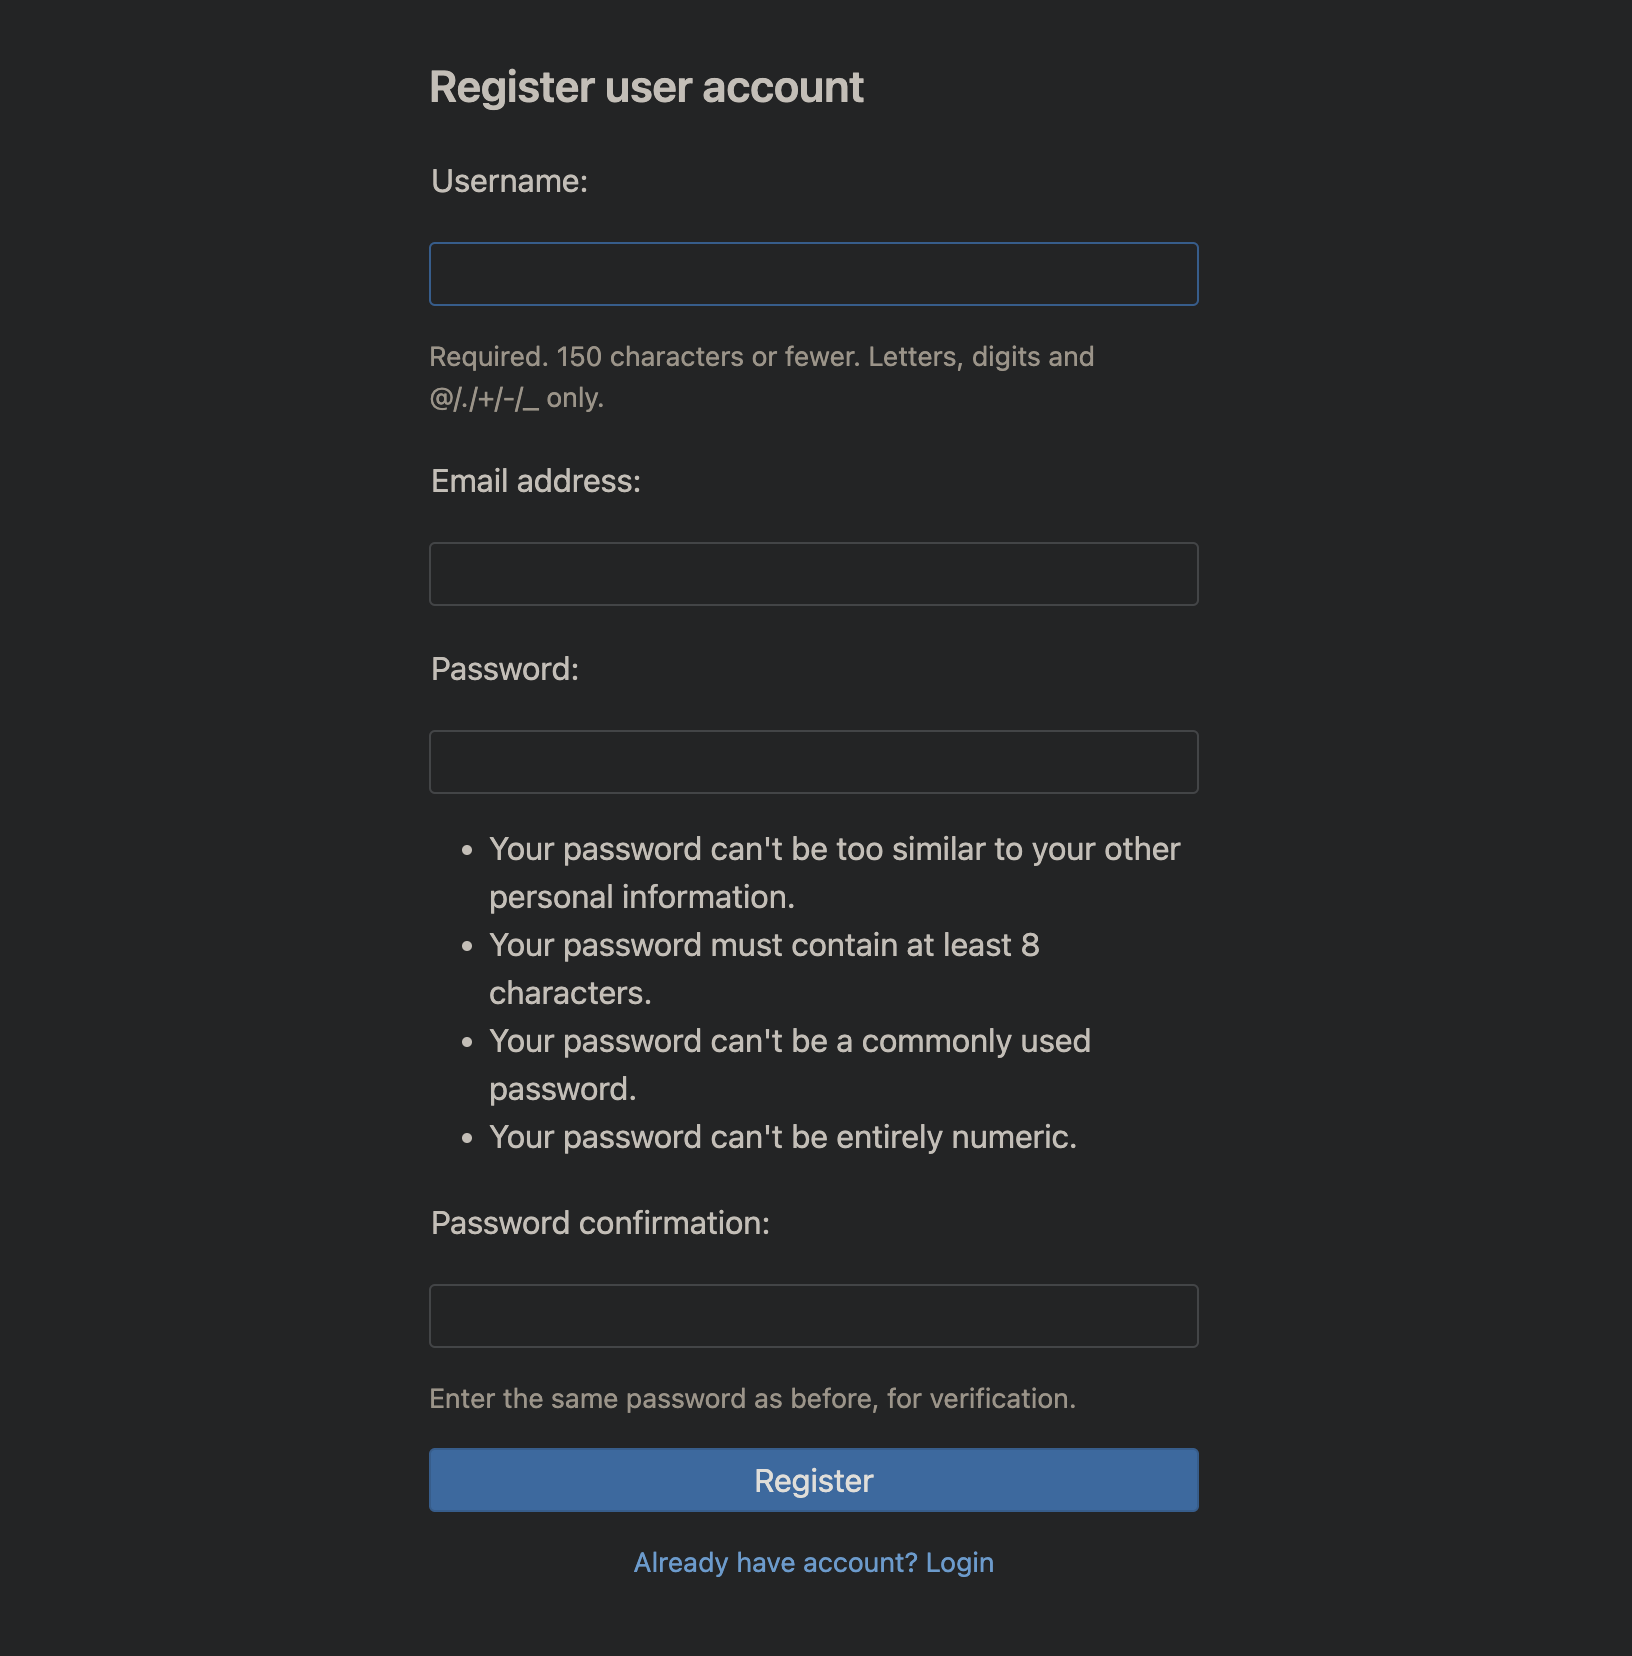 Register user account
Username:
Required. 150 characters or fewer. Letters, digits and
@/./+/-/_ only.
Email address:
Password:
• Your password can't be too similar to your other
personal information.
• Your password must contain at least 8
characters.
• Your password can't be a commonly used
password.
• Your password can't be entirely numeric.
Password confirmation:
Enter the same password as before, for verification.
Register
Already have account? Login